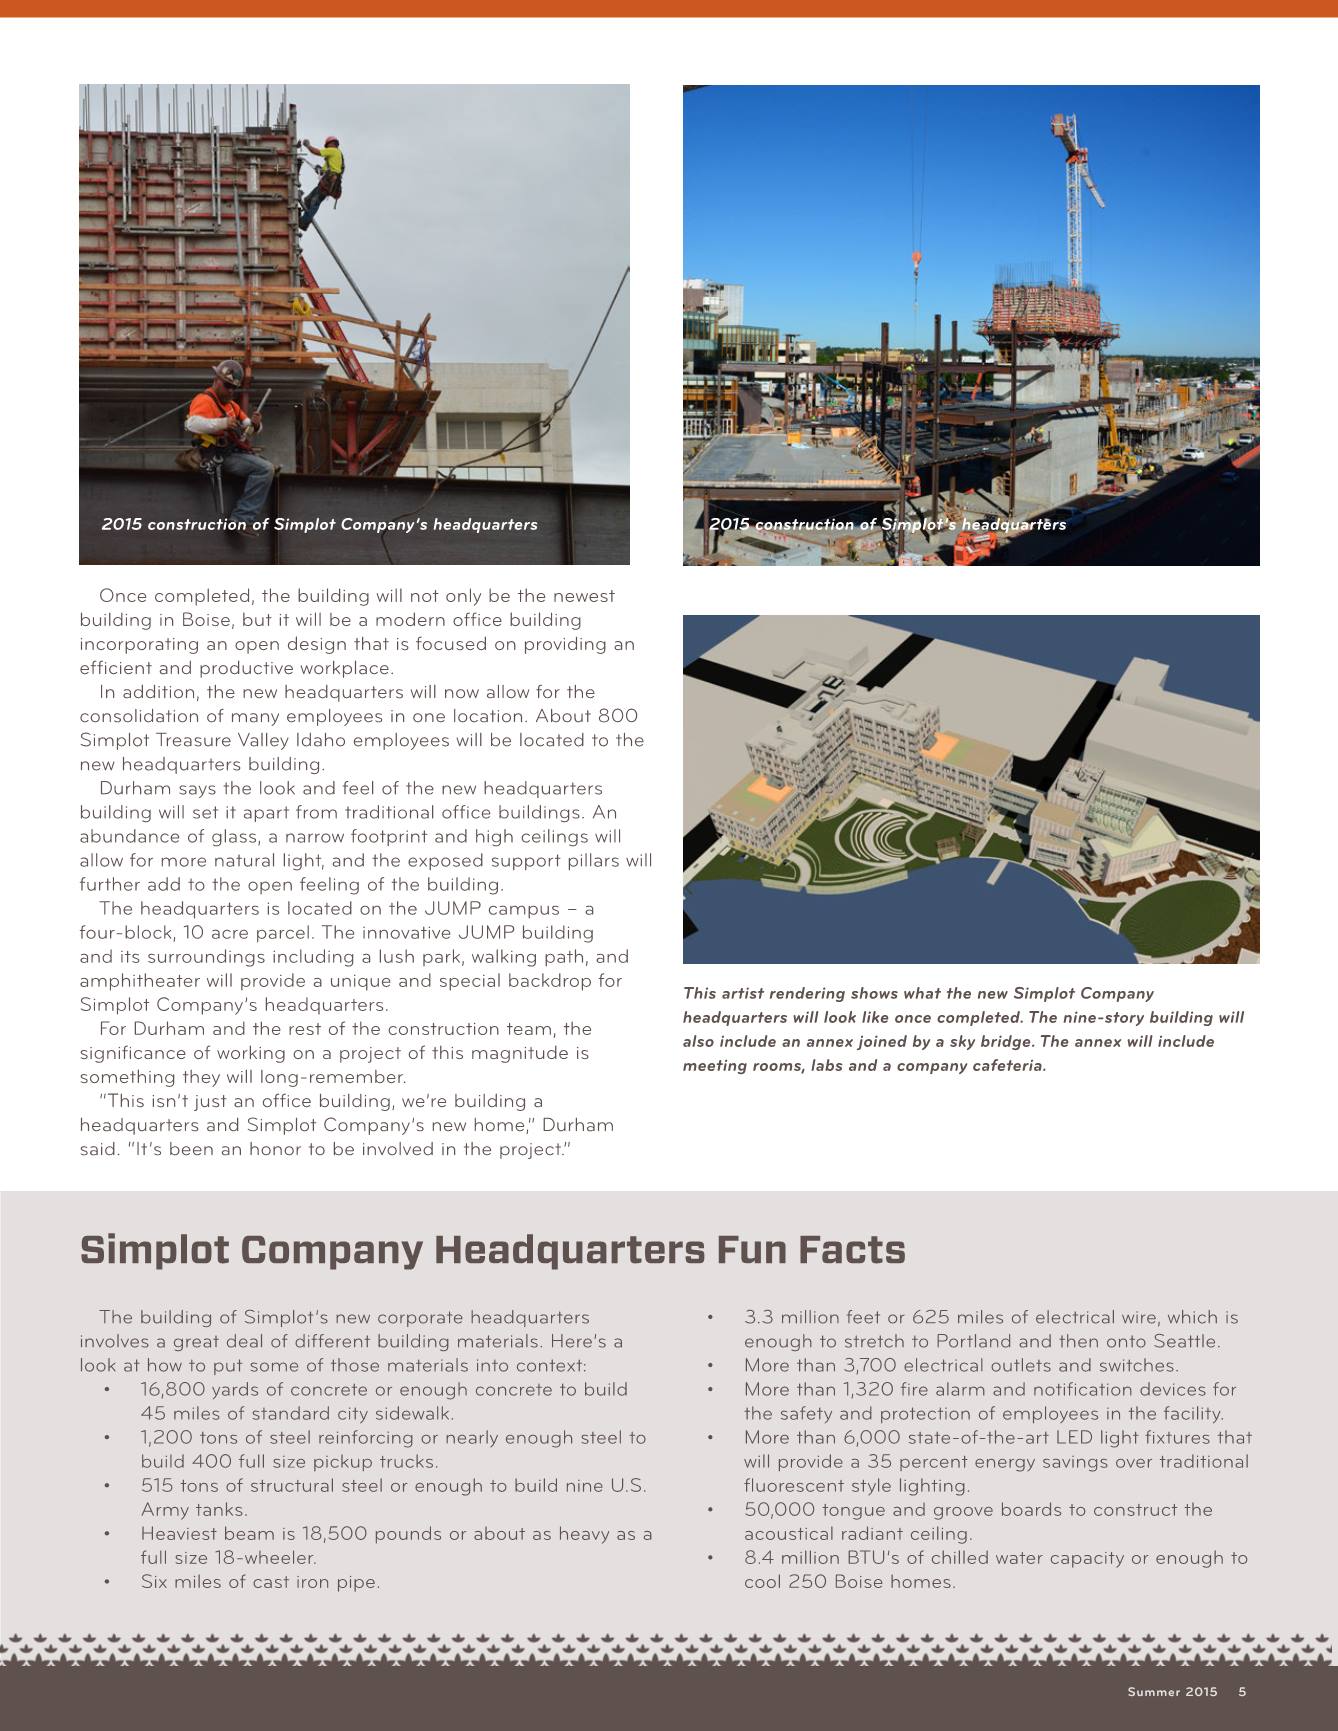 2015 construction of Simplot Company's headquarters
2015 construction of Simplot's headquarters
Once completed, the building will not only be the newest
building in Boise, but it will be a modern office building
incorporating an open design that is focused on providing an
efficient and productive workplace.
In addition, the new headquarters will now allow for the
consolidation of many employees in one location. About 800
Simplot Treasure Valley Idaho employees will be located to the
new headquarters building.
Durham says the look and feel of the new headquarters
building will set it apart from traditional office buildings. An
abundance of glass, a narrow footprint and high ceilings will
allow for more natural light, and the exposed support pillars will
further add to the open feeling of the building.
The headquarters is located on the JUMP campus – a
four-block, 10 acre parcel. The innovative JUMP building
and its surroundings including a lush park, walking path, and
amphitheater will provide a unique and special backdrop for
Simplot Company's headquarters.
For Durham and the rest of the construction team, the
significance of working on a project of this magnitude is
something they will long-remember.
"This isn't just an office building, we're building a
headquarters and Simplot Company's new home," Durham
said. "It's been an honor to be involved in the project."
This artist rendering shows what the new Simplot Company
headquarters will look like once completed. The nine-story building will
also include an annex joined by a sky bridge. The annex will include
meeting rooms, labs and a company cafeteria.
Simplot Company Headquarters Fun Facts
The building of Simplot's new corporate headquarters
involves a great deal of different building materials. Here's a
look at how to put some of those materials into context:
• 16,800 yards of concrete or enough concrete to build
45 miles of standard city sidewalk.
• 1,200 tons of steel reinforcing or nearly enough steel to
build 400 full size pickup trucks.
• 515 tons of structural steel or enough to build nine U.S.
Army tanks.
• Heaviest beam is 18,500 pounds or about as heavy as a
full size 18-wheeler.
• Six miles of cast iron pipe.
• 3.3 million feet or 625 miles of electrical wire, which is
enough to stretch to Portland and then onto Seattle.
• More than 3,700 electrical outlets and switches.
• More than 1,320 fire alarm and notification devices for
the safety and protection of employees in the facility.
• More than 6,000 state-of-the-art LED light fixtures that
will provide a 35 percent energy savings over traditional
fluorescent style lighting.
• 50,000 tongue and groove boards to construct the
acoustical radiant ceiling.
• 8.4 million BTU's of chilled water capacity or enough to
cool 250 Boise homes.
Summer 2015 5